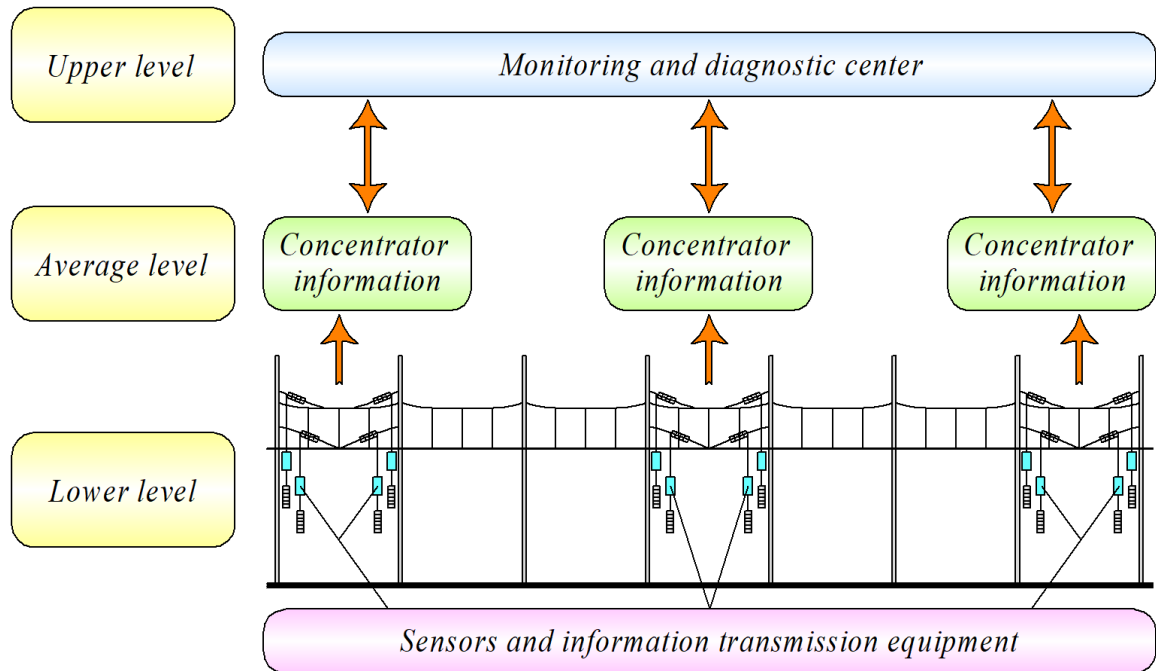 Upper level
Monitoring and diagnostic center
Average level
Concentrator
information
Concentrator
information
Concentrator
information
Lower level
Sensors and information transmission equipment